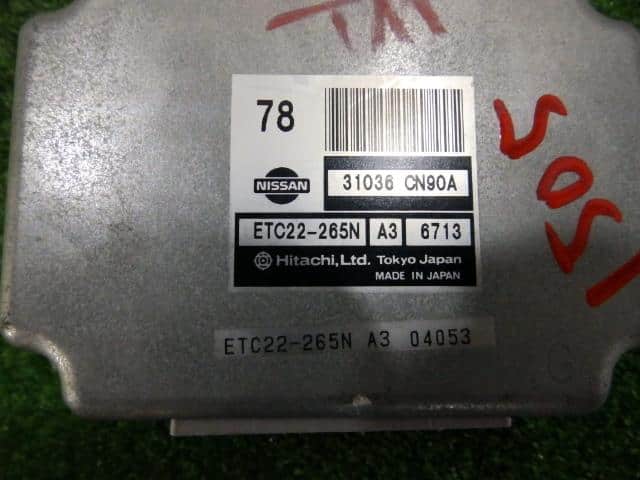 TM
78
NISSAN
31036 CN90A
ETC22-265N A3 6713
Hitachi, Ltd. Tokyo Japan
MADE IN JAPAN
ETC22-265N A3 04053
G